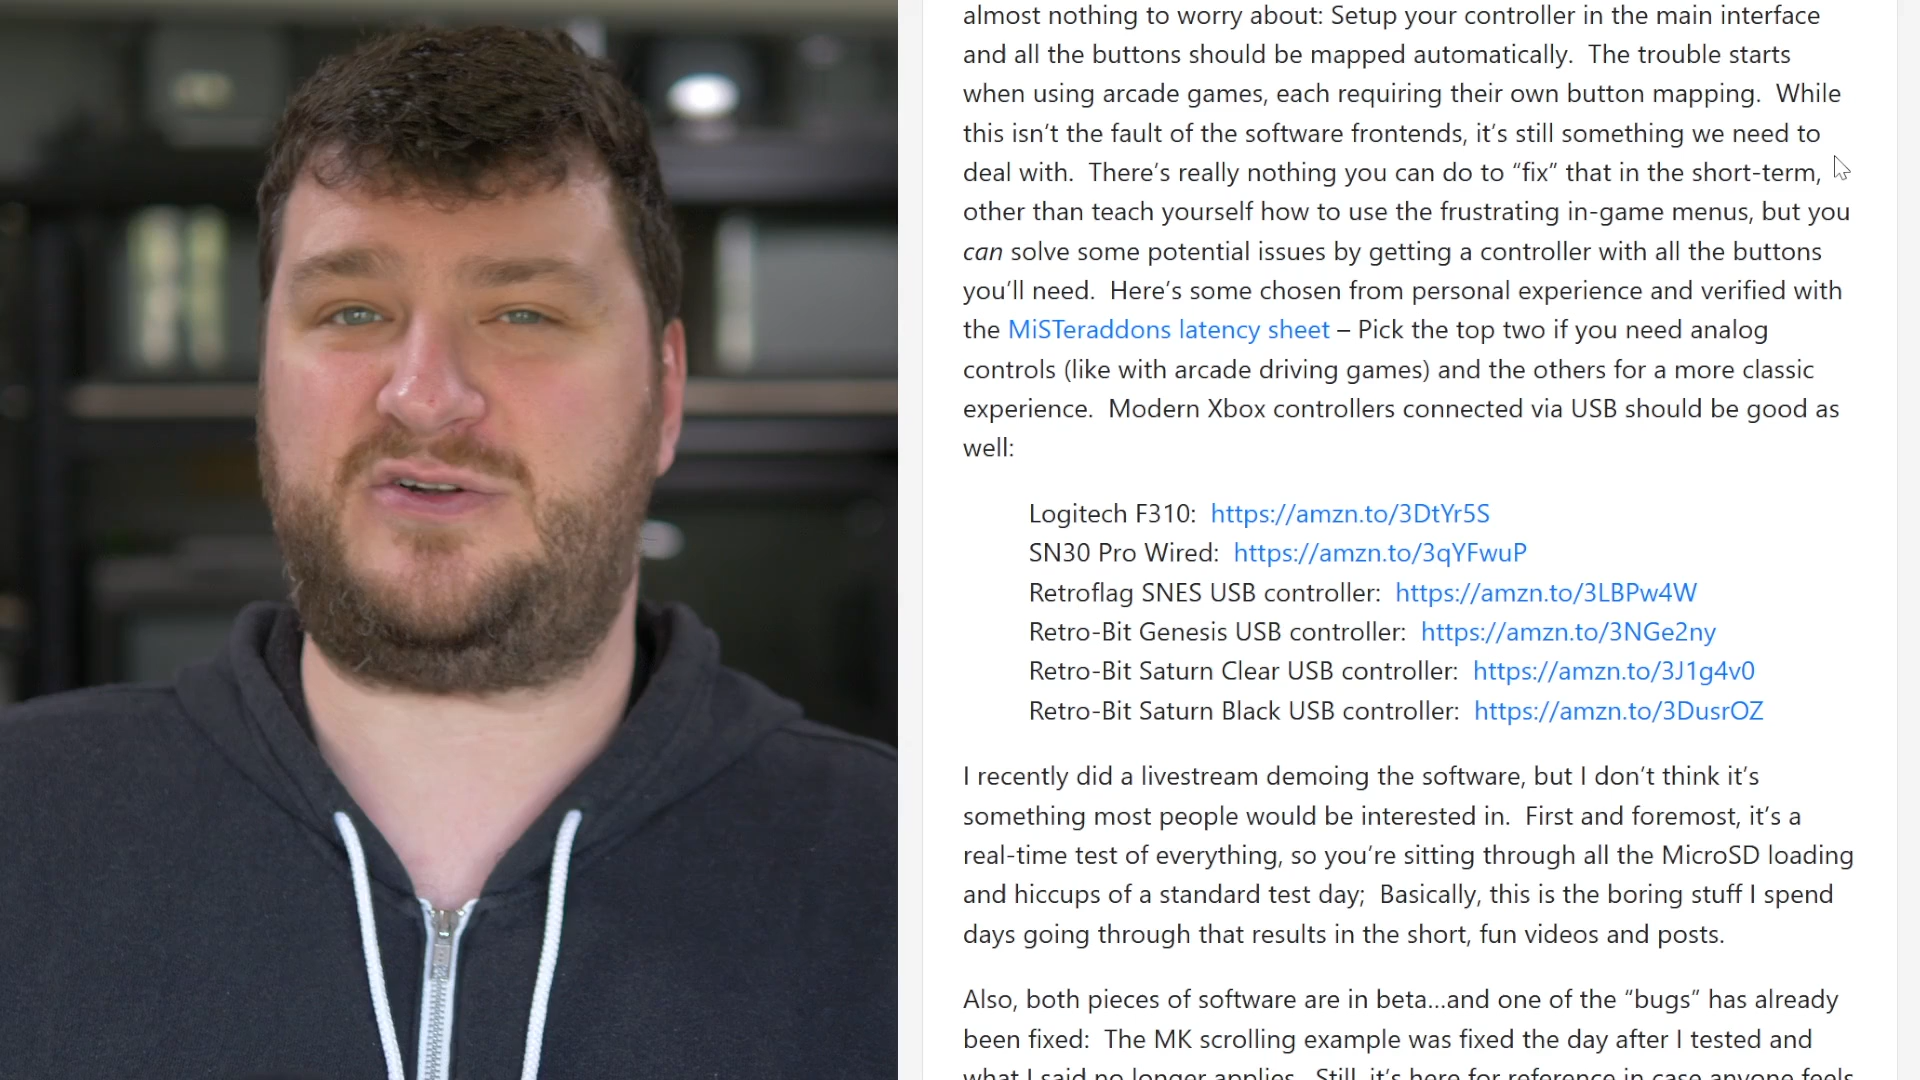 almost nothing to worry about: Setup your controller in the main interface
and all the buttons should be mapped automatically.  The trouble starts
when using arcade games, each requiring their own button mapping.  While
this isn’t the fault of the software frontends, it’s still something we need to
deal with.  There’s really nothing you can do to “fix” that in the short-term,
other than teach yourself how to use the frustrating in-game menus, but you
can solve some potential issues by getting a controller with all the buttons
you’ll need.  Here’s some chosen from personal experience and verified with
the MiSTeraddons latency sheet – Pick the top two if you need analog
controls (like with arcade driving games) and the others for a more classic
experience.  Modern Xbox controllers connected via USB should be good as
well:
Logitech F310:  https://amzn.to/3DtYr5S
SN30 Pro Wired:  https://amzn.to/3qYFwuP
Retroflag SNES USB controller:  https://amzn.to/3LBPw4W
Retro-Bit Genesis USB controller:  https://amzn.to/3NGe2ny
Retro-Bit Saturn Clear USB controller:  https://amzn.to/3J1g4v0
Retro-Bit Saturn Black USB controller:  https://amzn.to/3DusrOZ
I recently did a livestream demoing the software, but I don’t think it’s
something most people would be interested in.  First and foremost, it’s a
real-time test of everything, so you’re sitting through all the MicroSD loading
and hiccups of a standard test day;  Basically, this is the boring stuff I spend
days going through that results in the short, fun videos and posts.
Also, both pieces of software are in beta…and one of the “bugs” has already
been fixed:  The MK scrolling example was fixed the day after I tested and
what I said no longer applies.  Still, it’s here for reference in case anyone feels